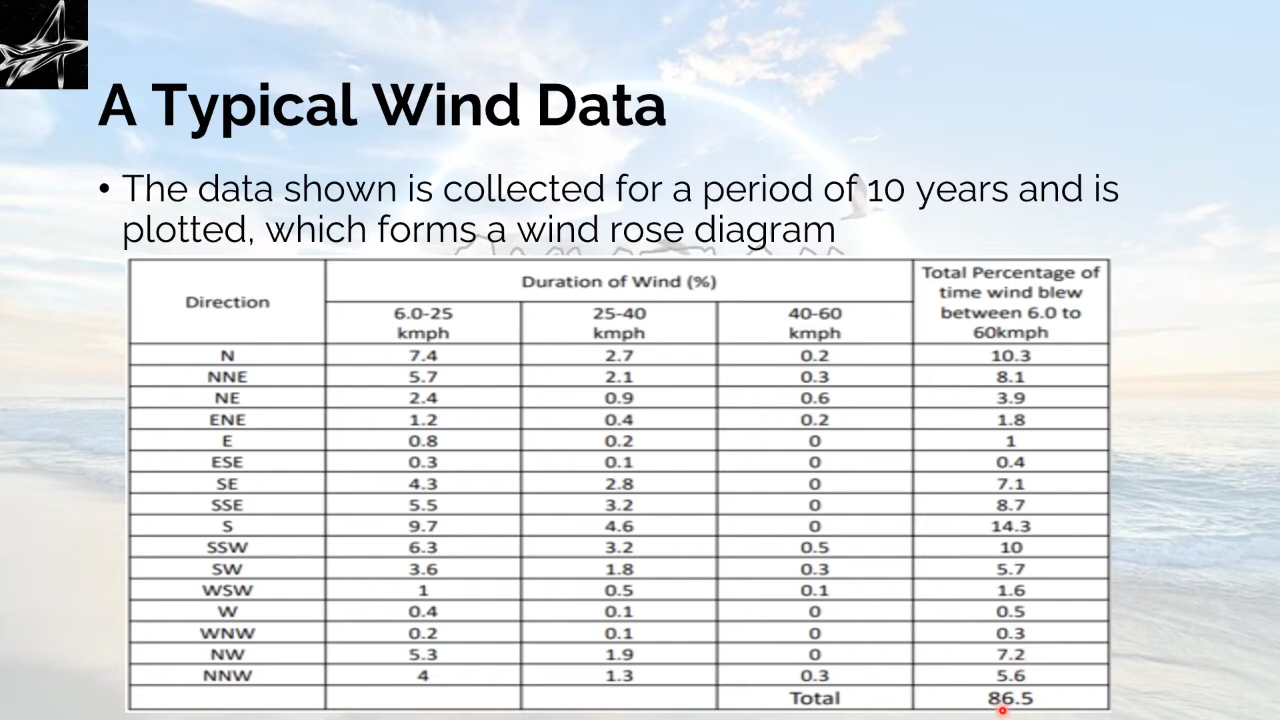 A Typical Wind Data
• The data shown is collected for a period of 10 years and is
plotted, which forms a wind rose diagram
Direction Duration of Wind (%) Total Percentage of
time wind blew
between 6.0 to
60kmph
6.0-25
kmph 25-40
kmph 40-60
kmph
N 7.4 2.7 0.2 10.3
NNE 5.7 2.1 0.3 8.1
NE 2.4 0.9 0.6 3.9
ENE 1.2 0.4 0.2 1.8
E 0.8 0.2 0 1
ESE 0.3 0.1 0 0.4
SE 4.3 2.8 0 7.1
SSE 5.5 3.2 0 8.7
S 9.7 4.6 0 14.3
SSW 6.3 3.2 0.5 10
SW 3.6 1.8 0.3 5.7
WSW 1 0.5 0.1 1.6
W 0.4 0.1 0 0.5
WNW 0.2 0.1 0 0.3
NW 5.3 1.9 0 7.2
NNW 4 1.3 0.3 5.6
Total 86.5